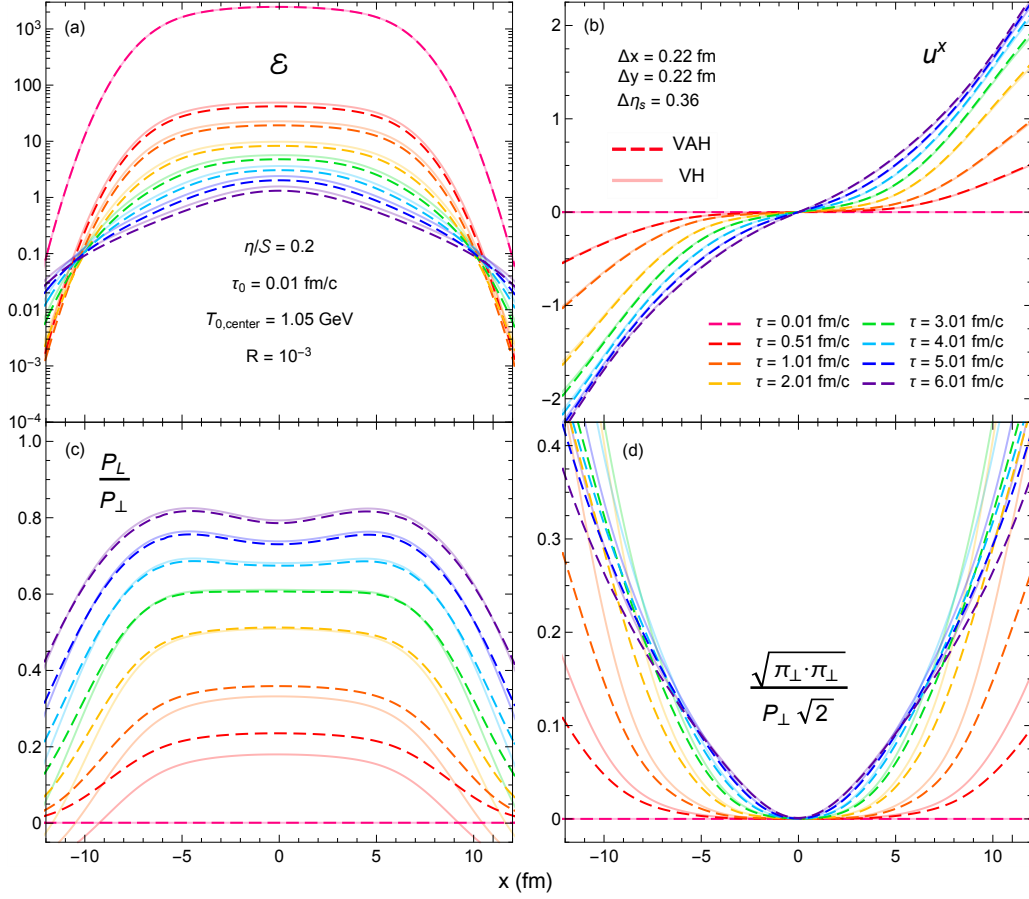 (a)
ℰ
10³
100
10
1
0.1
0.01
10⁻³
10⁻⁴
η/S = 0.2
τ₀ = 0.01 fm/c
T₀,center = 1.05 GeV
R = 10⁻³
−10
−5
0
5
10
(b)
uˣ
2
1
0
−1
−2
Δx = 0.22 fm
Δy = 0.22 fm
Δηₛ = 0.36
VAH
VH
τ = 0.01 fm/c
τ = 3.01 fm/c
τ = 0.51 fm/c
τ = 4.01 fm/c
τ = 1.01 fm/c
τ = 5.01 fm/c
τ = 2.01 fm/c
τ = 6.01 fm/c
(c)
P_L
P_⊥
1.0
0.8
0.6
0.4
0.2
0
−10
−5
0
5
10
(d)
0.4
0.3
0.2
0.1
0
√π_⊥·π_⊥
P_⊥ √2
−10
−5
0
5
10
x (fm)